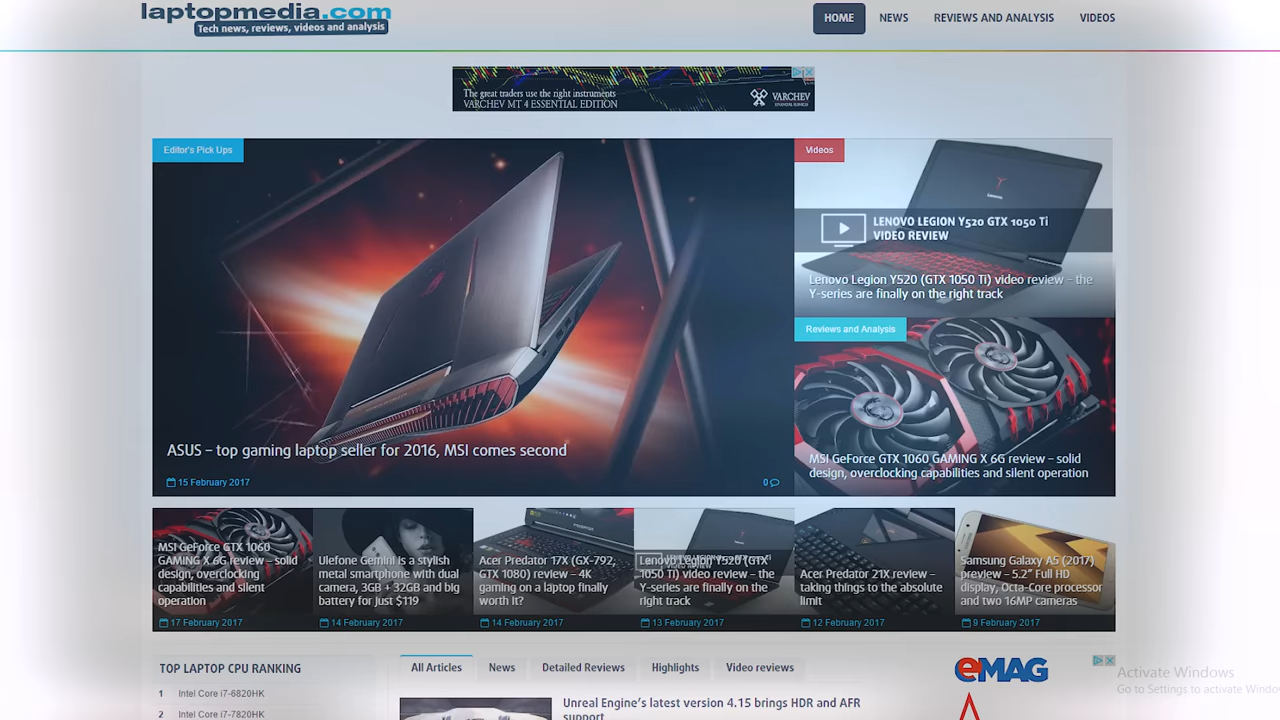 laptopmedia.com
Tech news, reviews, videos and analysis
HOME
NEWS
REVIEWS AND ANALYSIS
VIDEOS
The great traders use the right instruments
VARCHEV MT 4 ESSENTIAL EDITION
VARCHEV
Editor's Pick Ups
ASUS – top gaming laptop seller for 2016, MSI comes second
15 February 2017
0
Videos
LENOVO LEGION Y520 GTX 1050 Ti
VIDEO REVIEW
Lenovo Legion Y520 (GTX 1050 Ti) video review – the
Y-series are finally on the right track
Reviews and Analysis
MSI GeForce GTX 1060 GAMING X 6G review – solid
design, overclocking capabilities and silent operation
MSI GeForce GTX 1060
GAMING X 6G review – solid
design, overclocking
capabilities and silent
operation
17 February 2017
Ulefone Gemini is a stylish
metal smartphone with dual
camera, 3GB + 32GB and big
battery for just $119
14 February 2017
Acer Predator 17X (GX-792,
GTX 1080) review – 4K
gaming on a laptop finally
worth it?
14 February 2017
Lenovo Legion Y520 (GTX
1050 Ti) video review – the
Y-series are finally on the
right track
13 February 2017
Acer Predator 21X review –
taking things to the absolute
limit
12 February 2017
Samsung Galaxy A5 (2017)
preview – 5.2” Full HD
display, Octa-Core processor
and two 16MP cameras
9 February 2017
TOP LAPTOP CPU RANKING
1 Intel Core i7-6820HK
2 Intel Core i7-7820HK
All Articles
News
Detailed Reviews
Highlights
Video reviews
Unreal Engine’s latest version 4.15 brings HDR and AFR
support
eMAG
Activate Windows
Go to Settings to activate Windo